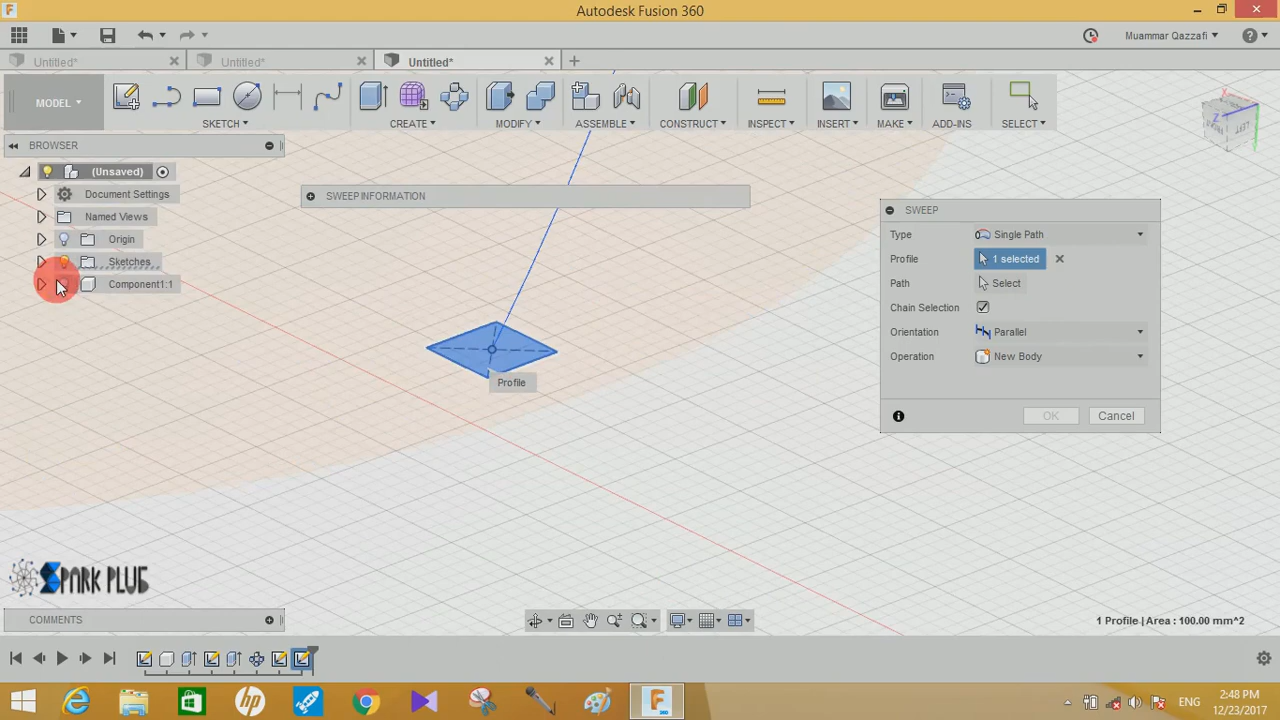 Autodesk Fusion 360
Muammar Qazzafi
Untitled*
Untitled*
Untitled*
MODEL
SKETCH
CREATE
MODIFY
ASSEMBLE
CONSTRUCT
INSPECT
INSERT
MAKE
ADD-INS
SELECT
BROWSER
(Unsaved)
Document Settings
Named Views
Origin
Sketches
Component1:1
SWEEP INFORMATION
SWEEP
Type Single Path
Profile 1 selected
Path Select
Chain Selection
Orientation Parallel
Operation New Body
OK Cancel
Profile
X
Z
LEFT
SPARK PLUG
COMMENTS
1 Profile | Area : 100.00 mm^2
ENG
2:48 PM
12/23/2017